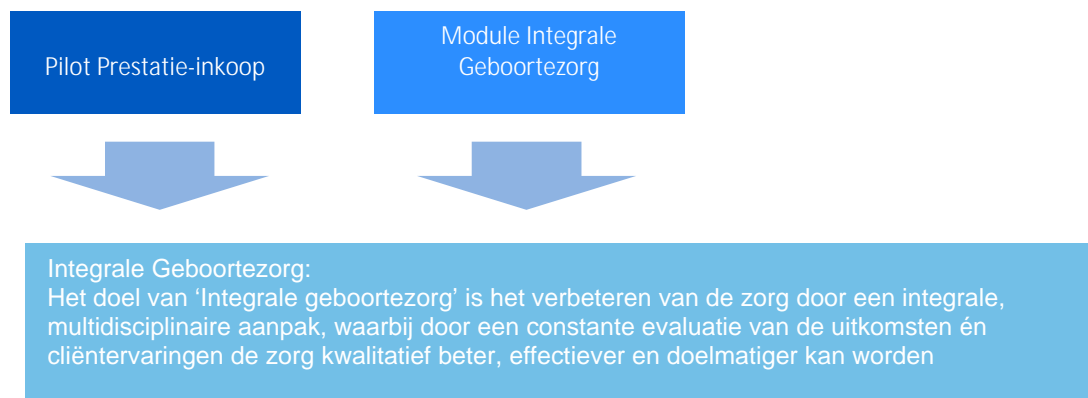 Pilot Prestatie-inkoop
Module Integrale
Geboortezorg
Integrale Geboortezorg:
Het doel van ‘Integrale geboortezorg’ is het verbeteren van de zorg door een integrale,
multidisciplinaire aanpak, waarbij door een constante evaluatie van de uitkomsten én
cliëntervaringen de zorg kwalitatief beter, effectiever en doelmatiger kan worden